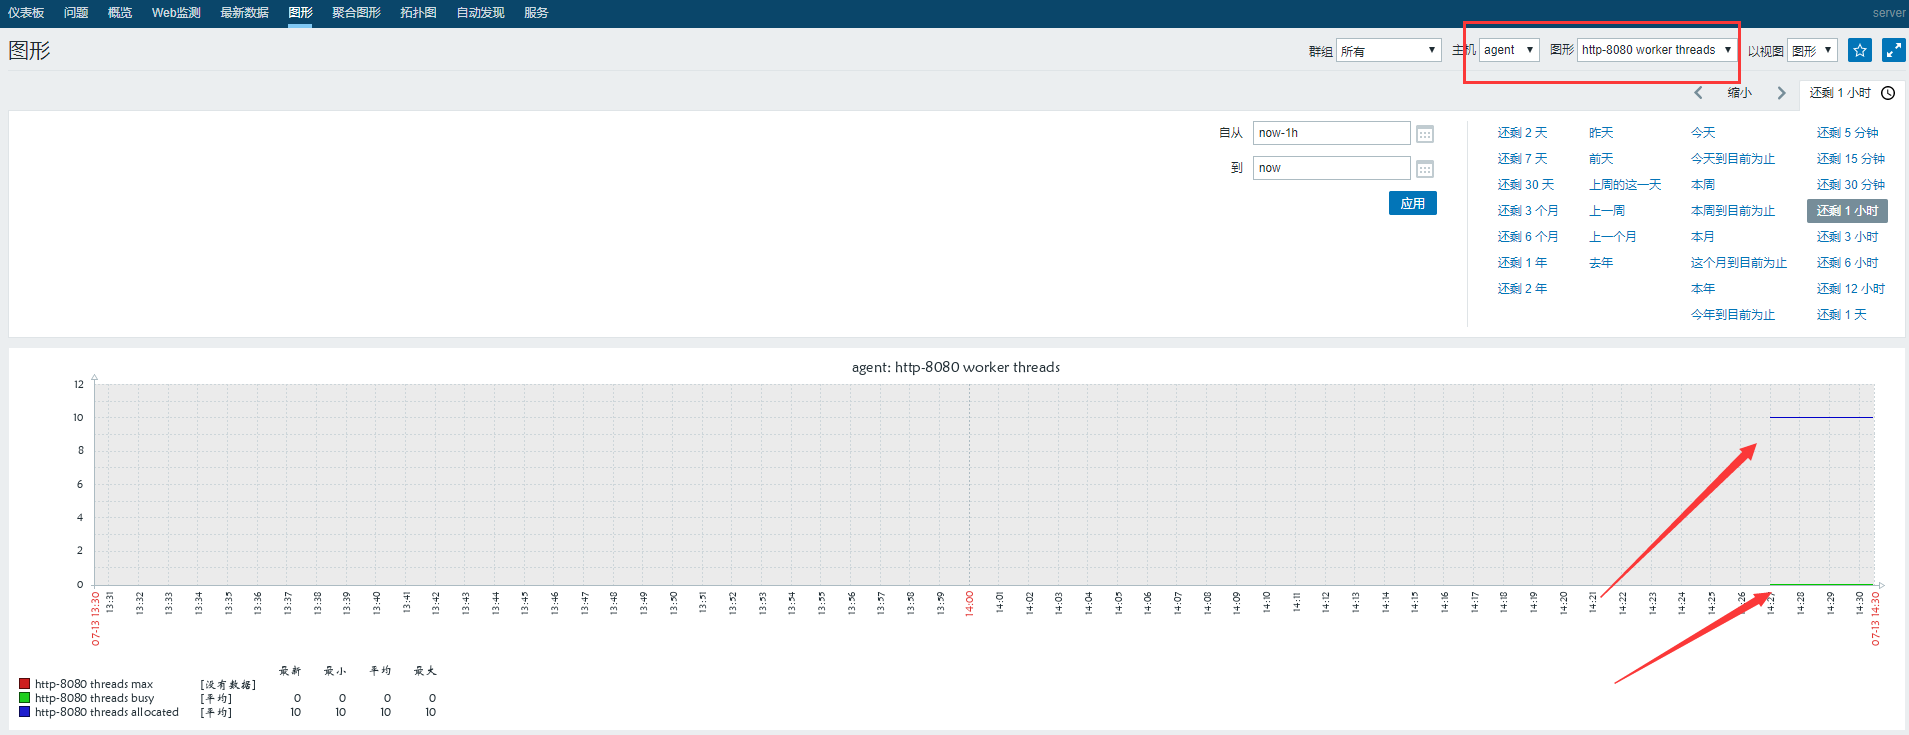 仪表板 问题 概览 Web监测 最新数据 图形 聚合图形 拓扑图 自动发现 服务 server
图形 群组 所有 主机 agent 图形 http-8080 worker threads 以视图 图形
缩小 还剩 1 小时
自从 now-1h
到 now
应用
还剩 2 天 昨天 今天 还剩 5 分钟
还剩 7 天 前天 今天到目前为止 还剩 15 分钟
还剩 30 天 上周的这一天 本周 还剩 30 分钟
还剩 3 个月 上一周 本周到目前为止 还剩 1 小时
还剩 6 个月 上一个月 本月 还剩 3 小时
还剩 1 年 去年 这个月到目前为止 还剩 6 小时
还剩 2 年 本年 还剩 12 小时
今年到目前为止 还剩 1 天
agent: http-8080 worker threads
12
10
8
6
4
2
0
07-13 13:30 13:31 13:32 13:33 13:34 13:35 13:36 13:37 13:38 13:39 13:40 13:41 13:42 13:43 13:44 13:45 13:46 13:47 13:48 13:49 13:50 13:51 13:52 13:53 13:54 13:55 13:56 13:57 13:58 13:59 14:00 14:01 14:02 14:03 14:04 14:05 14:06 14:07 14:08 14:09 14:10 14:11 14:12 14:13 14:14 14:15 14:16 14:17 14:18 14:19 14:20 14:21 14:22 14:23 14:24 14:25 14:26 14:27 14:28 14:29 14:30 07-13 14:30
最新 最小 平均 最大
http-8080 threads max [没有数据]
http-8080 threads busy [平均] 0 0 0 0
http-8080 threads allocated [平均] 10 10 10 10